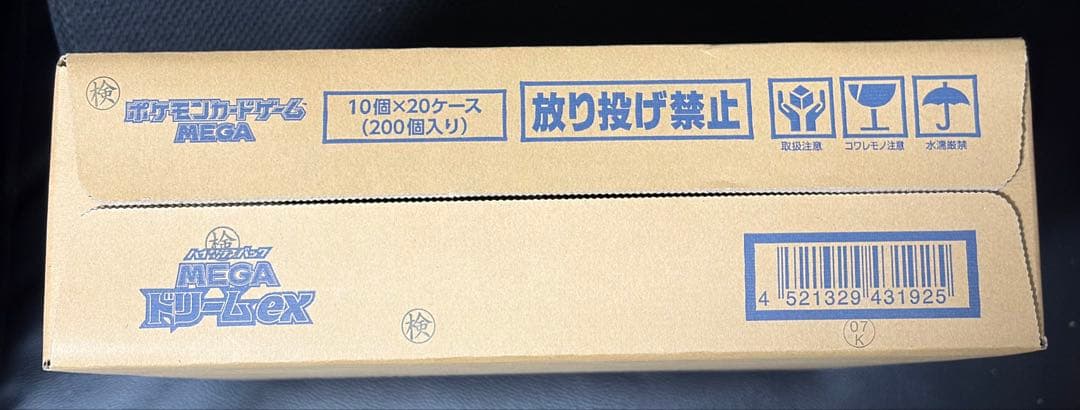 検
ポケモンカードゲーム
MEGA
10個×20ケース
(200個入り)
放り投げ禁止
取扱注意
コワレモノ注意
水濡厳禁
検
ハイクラスパック
MEGA
ドリームex
検
4 521329 431925
07
K